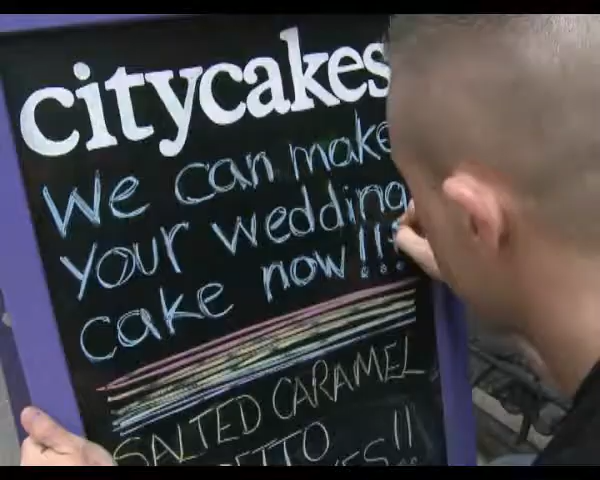 citycakes
We can make
your wedding
cake now!!!
SALTED CARAMEL